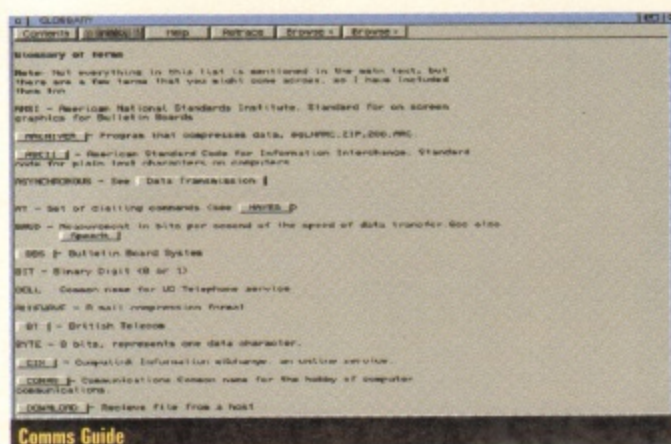 GLOSSARY
Contents Index Help Retrace Browse < Browse >
Glossary of terms
Note: Not everything in this list is mentioned in the main text, but
there are a few terms that you might come across, so I have included
them too
ANSI - American National Standards Institute. Standard for on screen
graphics for Bulletin Boards
ARCHIVER - Program that compresses data, eg
ASCII - American Standard Code for Information Interchange. Standard
code for plain text characters on computers
ASYNCHRONOUS - See Data Transmission
AT - Set of dialling commands (see HAYES )
BAUD - Measurement in bits per second of the speed of data transfer.See also
Speeds
BBS - Bulletin Board System
BIT - Binary Digit (0 or 1)
Common name for US Telephone service
- A mail compression format
BT - British Telecom
BYTE - 8 bits, represents one data character.
CIX - Compulink Information eXchange. an online service.
COMMS - Communications Common name for the hobby of computer
communications.
DOWNLOAD - Recieve file from a host
Comms Guide